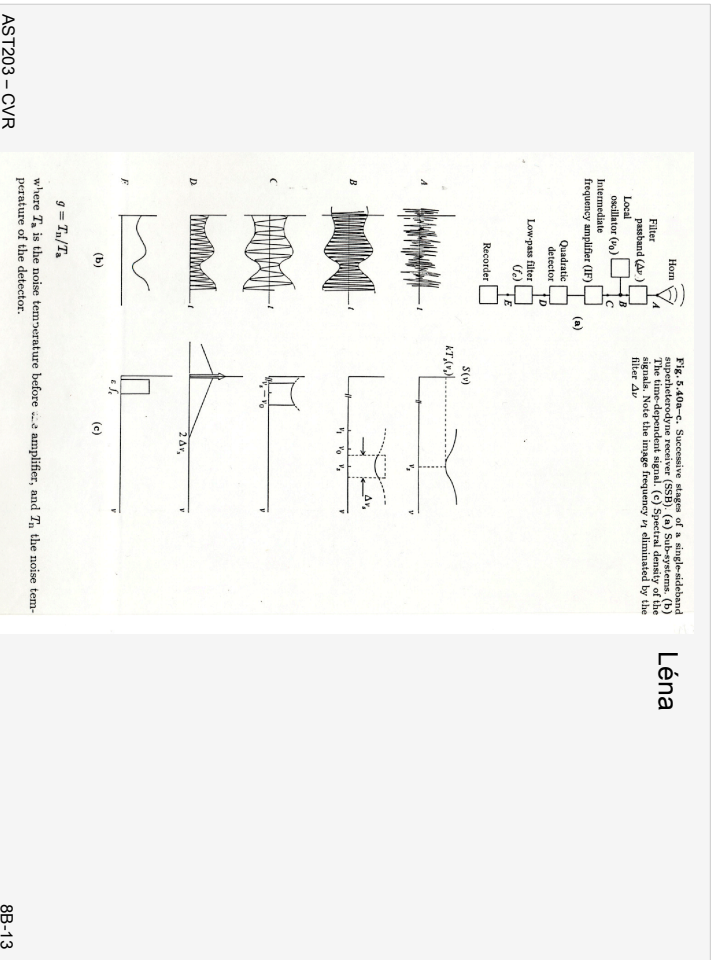 Léna
Fig. 5.40a–c. Successive stages of a single-sideband
superheterodyne receiver (SSB). (a) Sub-systems. (b)
The time-dependent signal. (c) Spectral density of the
signals. Note the image frequency ν₁ eliminated by the
filter Δν
Horn
A
Filter
passband (Δνs)
B
Local
oscillator (ν₀)
C
Intermediate
frequency amplifier (IF)
Quadratic
detector
D
Low-pass filter
(fc)
E
Recorder
(a)
S(ν)
kTa(νs)
A
t
νs
ν
B
t
ν₁ ν₀ νs
Δνs
ν
C
t
νs – ν₀
ν
D
t
2 Δνs
ν
F
t
ε fc
ν
(b)
(c)
g = Tn/Ta
where Ta is the noise temperature before the amplifier, and Tn the noise tem-
perature of the detector.
AST203 – CVR
8B-13